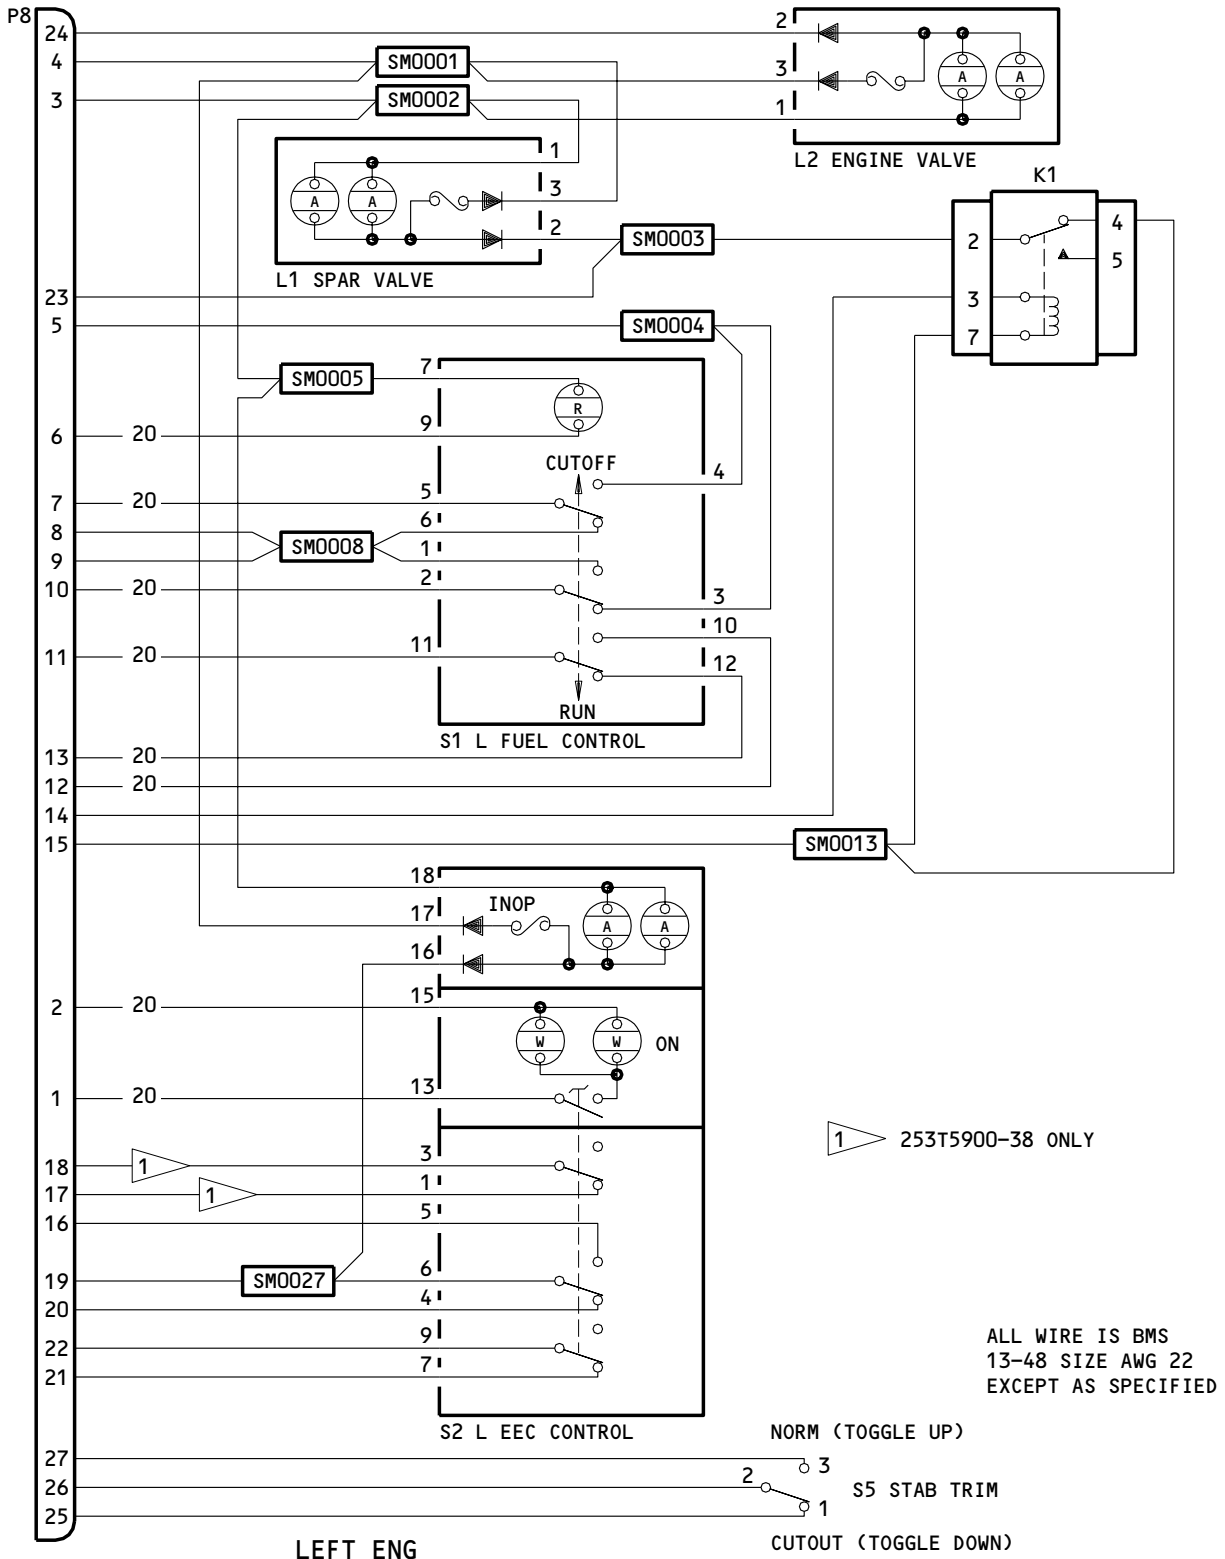 P8
24
2
4
SM0001
3
A
A
3
SM0002
1
L2 ENGINE VALVE
K1
1
A
A
3
2
SM0003
2
4
5
L1 SPAR VALVE
23
3
5
SM0004
7
SM0005
7
R
6
20
9
CUTOFF
4
7
20
5
8
6
SM0008
9
1
10
20
2
3
10
11
20
11
12
RUN
S1 L FUEL CONTROL
13
20
12
20
14
15
SM0013
18
INOP
17
A
A
16
15
2
20
W
W
ON
13
1
20
1
253T5900-38 ONLY
18
1
3
17
1
1
16
5
19
SM0027
6
20
4
22
9
21
7
ALL WIRE IS BMS
13-48 SIZE AWG 22
EXCEPT AS SPECIFIED
S2 L EEC CONTROL
NORM (TOGGLE UP)
27
3
26
2
S5 STAB TRIM
25
1
CUTOUT (TOGGLE DOWN)
LEFT ENG